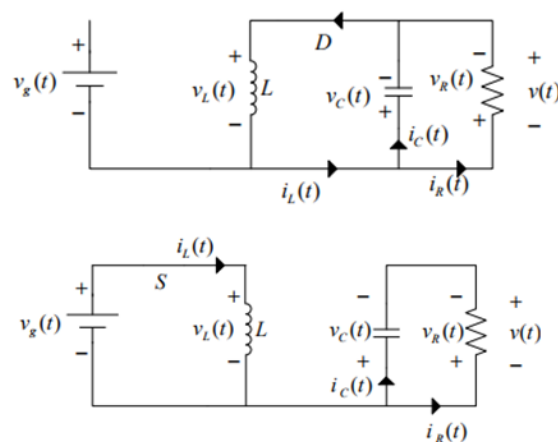 + + D − − +
v_g(t) v_L(t) L v_C(t) v_R(t) v(t)
− − + + −
i_C(t)
i_L(t) i_R(t)
i_L(t)
S
+ + − − +
v_g(t) v_L(t) L v_C(t) v_R(t) v(t)
− − + + −
i_C(t)
i_R(t)